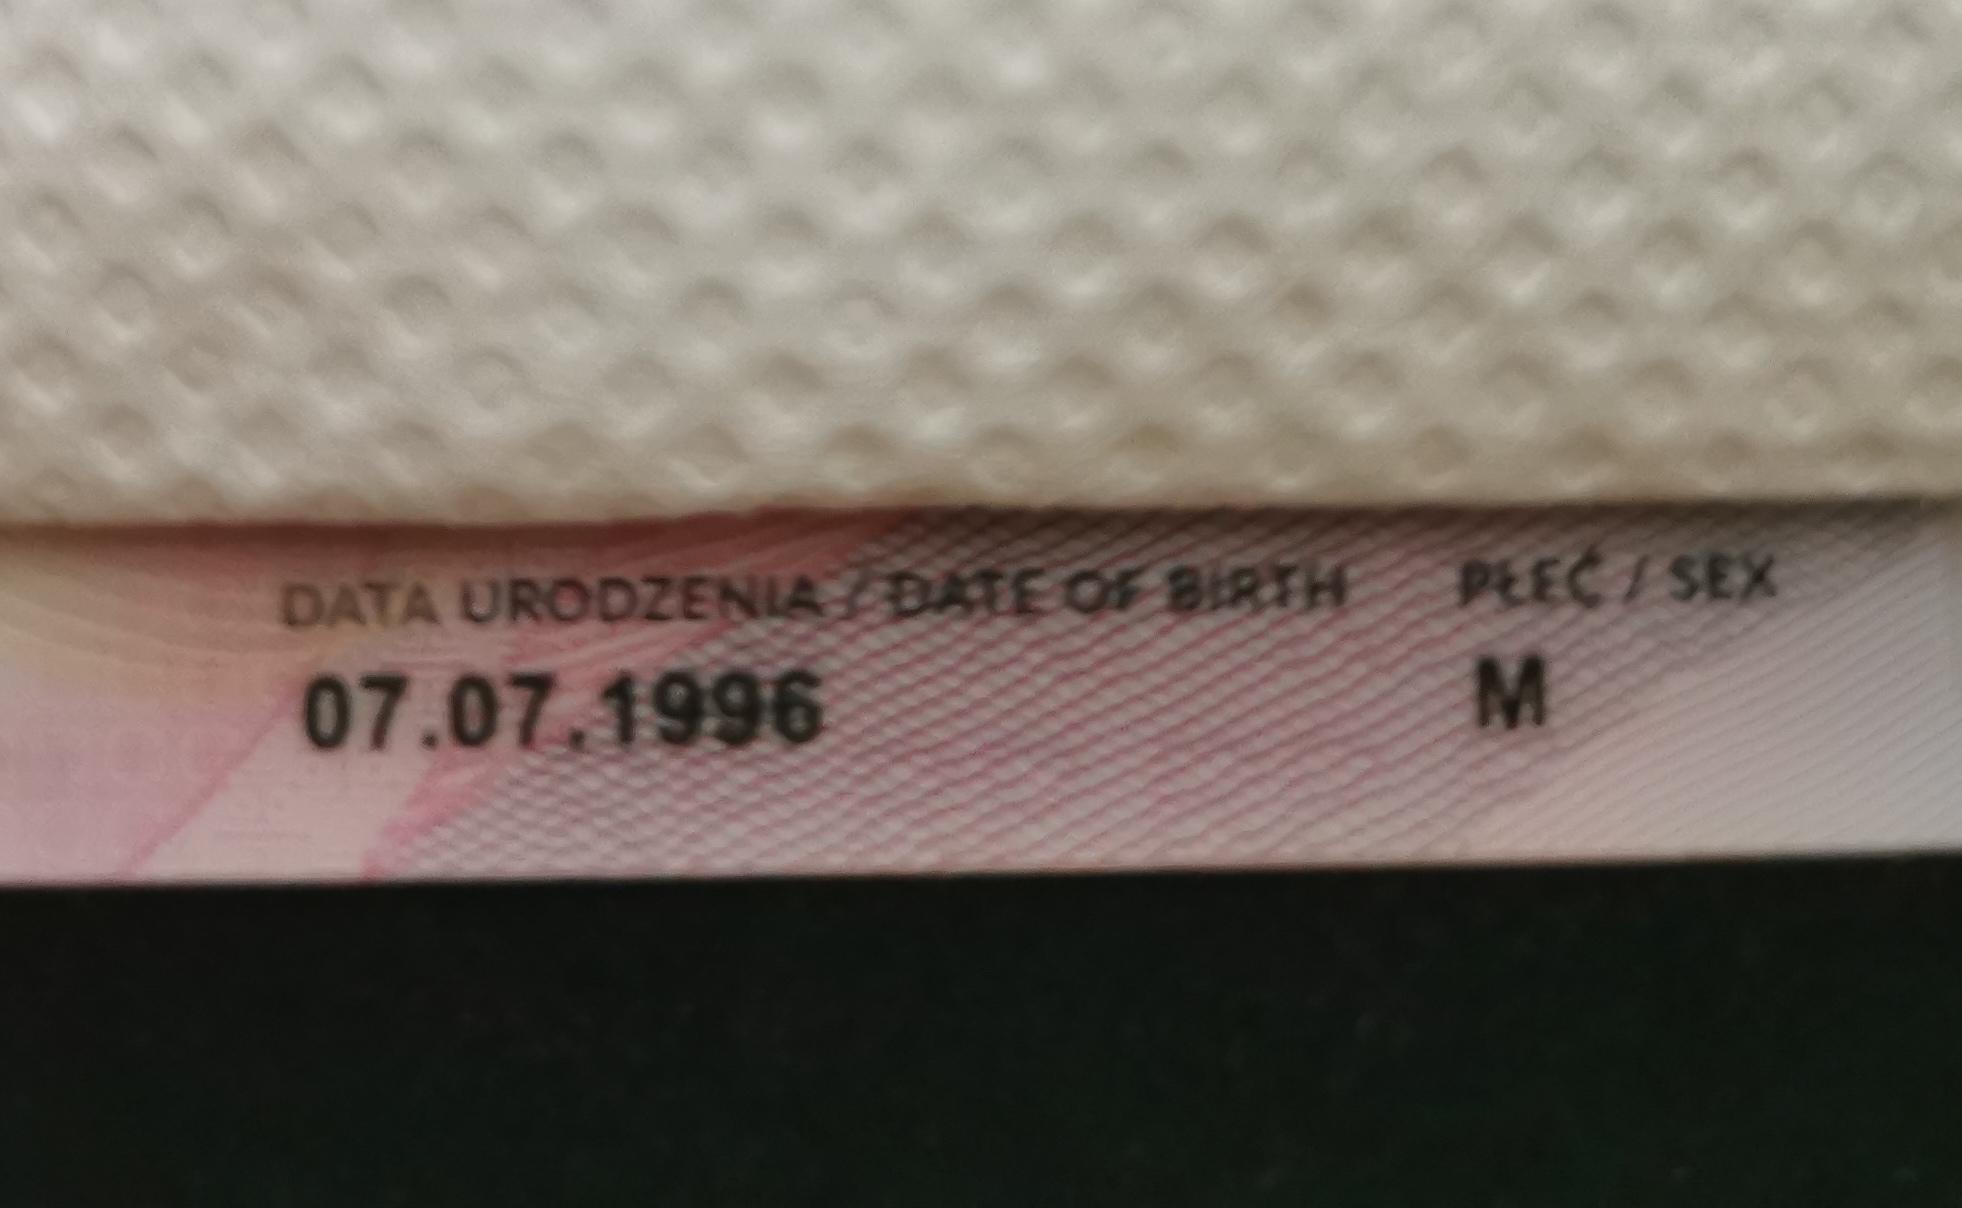 DATA URODZENIA / DATE OF BIRTH PŁEĆ / SEX
07.07.1996 M